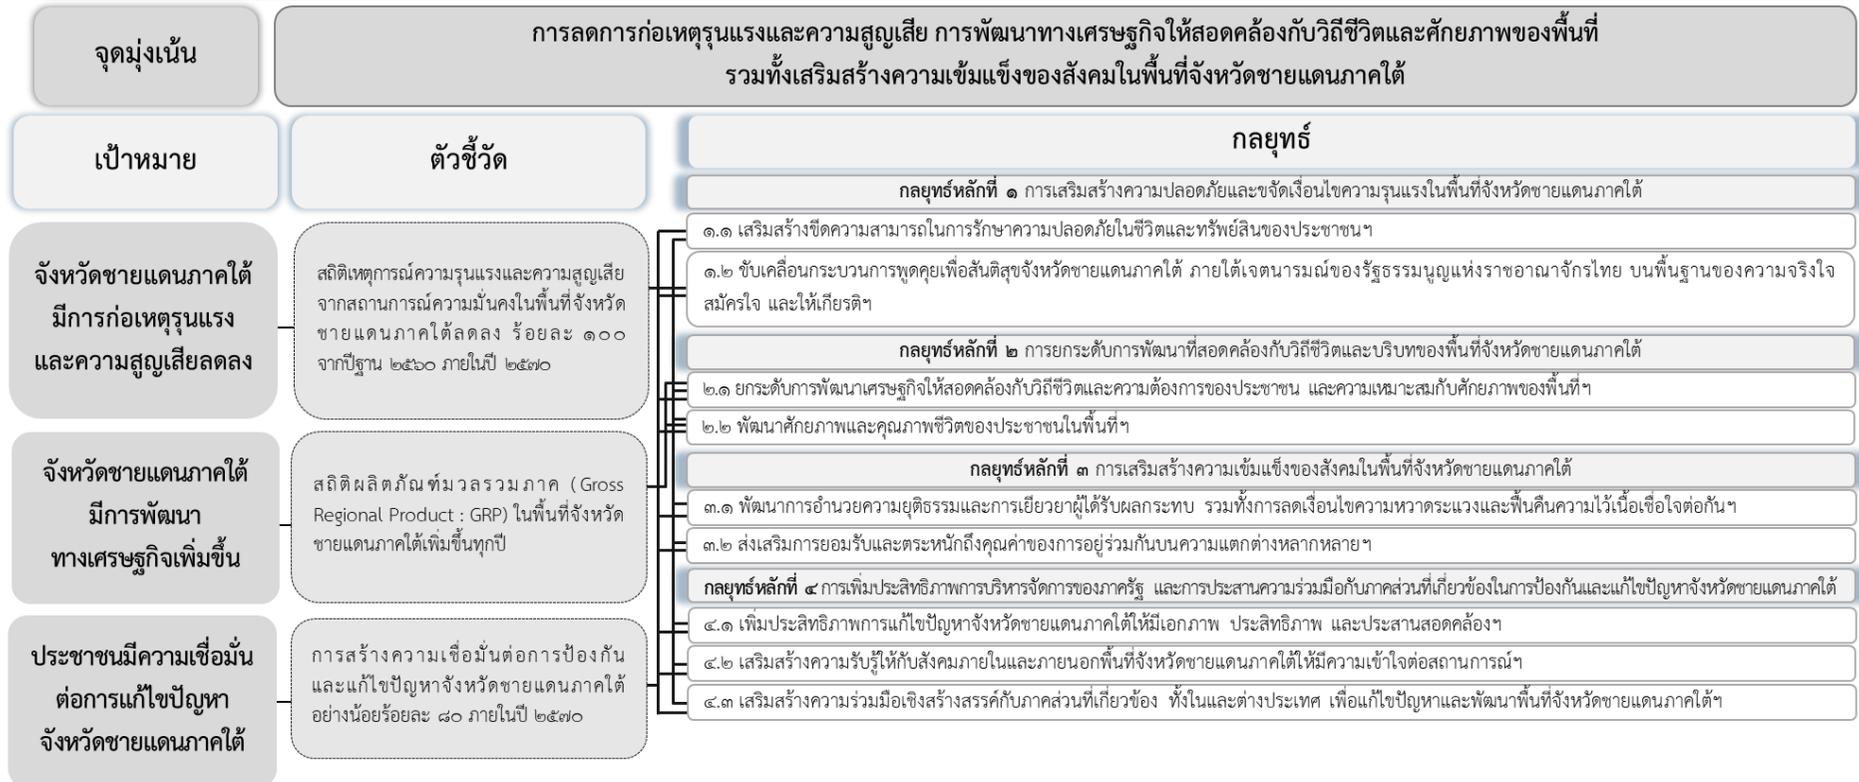 จุดมุ่งเน้น
การลดการก่อเหตุรุนแรงและความสูญเสีย การพัฒนาทางเศรษฐกิจให้สอดคล้องกับวิถีชีวิตและศักยภาพของพื้นที่
รวมทั้งเสริมสร้างความเข้มแข็งของสังคมในพื้นที่จังหวัดชายแดนภาคใต้
เป้าหมาย
ตัวชี้วัด
กลยุทธ์
จังหวัดชายแดนภาคใต้
มีการก่อเหตุรุนแรง
และความสูญเสียลดลง
สถิติเหตุการณ์ความรุนแรงและความสูญเสีย
จากสถานการณ์ความมั่นคงในพื้นที่จังหวัด
ชายแดนภาคใต้ลดลง ร้อยละ ๑๐๐
จากปีฐาน ๒๕๖๐ ภายในปี ๒๕๗๐
จังหวัดชายแดนภาคใต้
มีการพัฒนา
ทางเศรษฐกิจเพิ่มขึ้น
สถิติผลิตภัณฑ์มวลรวมภาค (Gross
Regional Product : GRP) ในพื้นที่จังหวัด
ชายแดนภาคใต้เพิ่มขึ้นทุกปี
ประชาชนมีความเชื่อมั่น
ต่อการแก้ไขปัญหา
จังหวัดชายแดนภาคใต้
การสร้างความเชื่อมั่นต่อการป้องกัน
และแก้ไขปัญหาจังหวัดชายแดนภาคใต้
อย่างน้อยร้อยละ ๘๐ ภายในปี ๒๕๗๐
กลยุทธ์หลักที่ ๑ การเสริมสร้างความปลอดภัยและขจัดเงื่อนไขความรุนแรงในพื้นที่จังหวัดชายแดนภาคใต้
๑.๑ เสริมสร้างขีดความสามารถในการรักษาความปลอดภัยในชีวิตและทรัพย์สินของประชาชนฯ
๑.๒ ขับเคลื่อนกระบวนการพูดคุยเพื่อสันติสุขจังหวัดชายแดนภาคใต้ ภายใต้เจตนารมณ์ของรัฐธรรมนูญแห่งราชอาณาจักรไทย บนพื้นฐานของความจริงใจ
สมัครใจ และให้เกียรติฯ
กลยุทธ์หลักที่ ๒ การยกระดับการพัฒนาที่สอดคล้องกับวิถีชีวิตและบริบทของพื้นที่จังหวัดชายแดนภาคใต้
๒.๑ ยกระดับการพัฒนาเศรษฐกิจให้สอดคล้องกับวิถีชีวิตและความต้องการของประชาชน และความเหมาะสมกับศักยภาพของพื้นที่ฯ
๒.๒ พัฒนาศักยภาพและคุณภาพชีวิตของประชาชนในพื้นที่ฯ
กลยุทธ์หลักที่ ๓ การเสริมสร้างความเข้มแข็งของสังคมในพื้นที่จังหวัดชายแดนภาคใต้
๓.๑ พัฒนาการอำนวยความยุติธรรมและการเยียวยาผู้ได้รับผลกระทบ รวมทั้งการลดเงื่อนไขความหวาดระแวงและฟื้นคืนความไว้เนื้อเชื่อใจต่อกันฯ
๓.๒ ส่งเสริมการยอมรับและตระหนักถึงคุณค่าของการอยู่ร่วมกันบนความแตกต่างหลากหลายฯ
กลยุทธ์หลักที่ ๔ การเพิ่มประสิทธิภาพการบริหารจัดการของภาครัฐ และการประสานความร่วมมือกับภาคส่วนที่เกี่ยวข้องในการป้องกันและแก้ไขปัญหาจังหวัดชายแดนภาคใต้
๔.๑ เพิ่มประสิทธิภาพการแก้ไขปัญหาจังหวัดชายแดนภาคใต้ให้มีเอกภาพ ประสิทธิภาพ และประสานสอดคล้องฯ
๔.๒ เสริมสร้างความรับรู้ให้กับสังคมภายในและภายนอกพื้นที่จังหวัดชายแดนภาคใต้ให้มีความเข้าใจต่อสถานการณ์ฯ
๔.๓ เสริมสร้างความร่วมมือเชิงสร้างสรรค์กับภาคส่วนที่เกี่ยวข้อง ทั้งในและต่างประเทศ เพื่อแก้ไขปัญหาและพัฒนาพื้นที่จังหวัดชายแดนภาคใต้ฯ